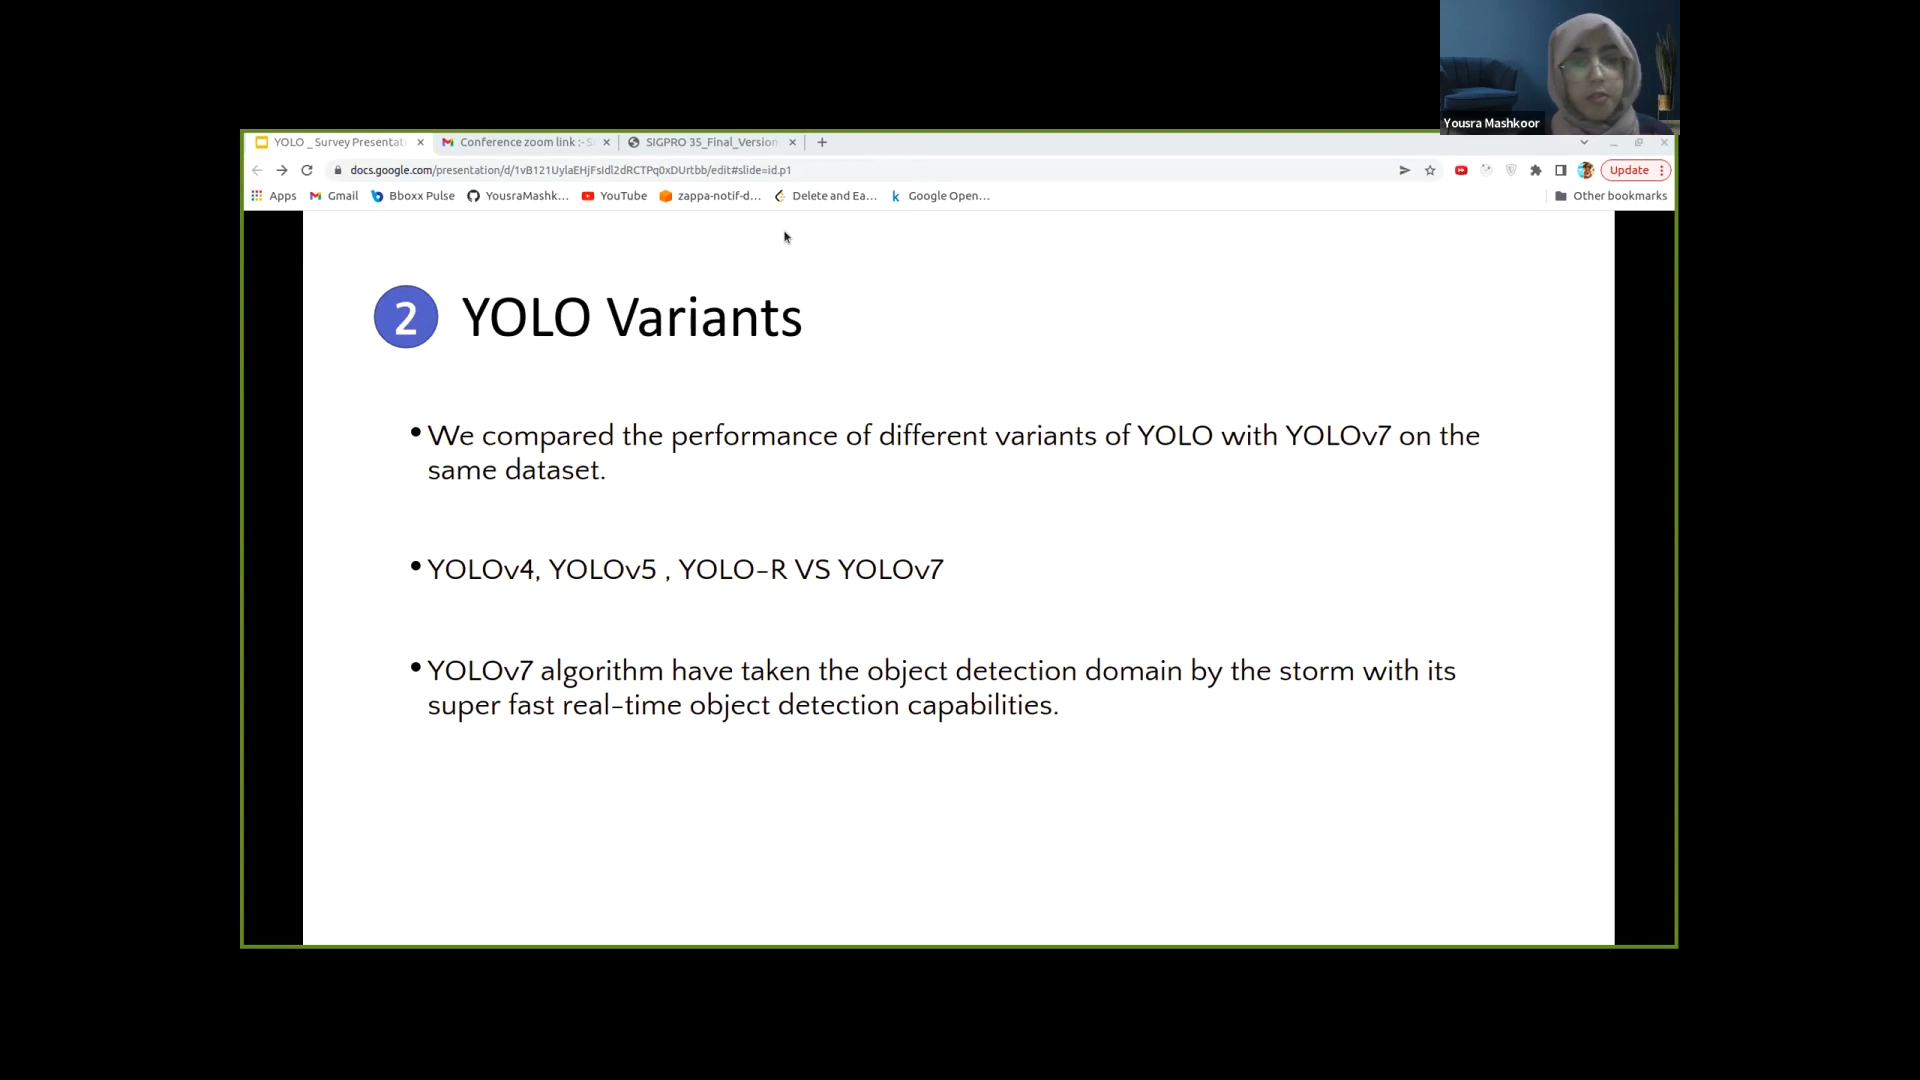 Yousra Mashkoor
YOLO _ Survey Presentati
Conference zoom link :- S
SIGPRO 35_Final_Version
docs.google.com/presentation/d/1vB121UylaEHjFsIdl2dRCTPq0xDUrtbb/edit#slide=id.p1
Update
Apps
Gmail
Bboxx Pulse
YousraMashk...
YouTube
zappa-notif-d...
Delete and Ea...
Google Open...
Other bookmarks
2 YOLO Variants
•We compared the performance of different variants of YOLO with YOLOv7 on the
same dataset.
•YOLOv4, YOLOv5 , YOLO-R VS YOLOv7
•YOLOv7 algorithm have taken the object detection domain by the storm with its
super fast real-time object detection capabilities.